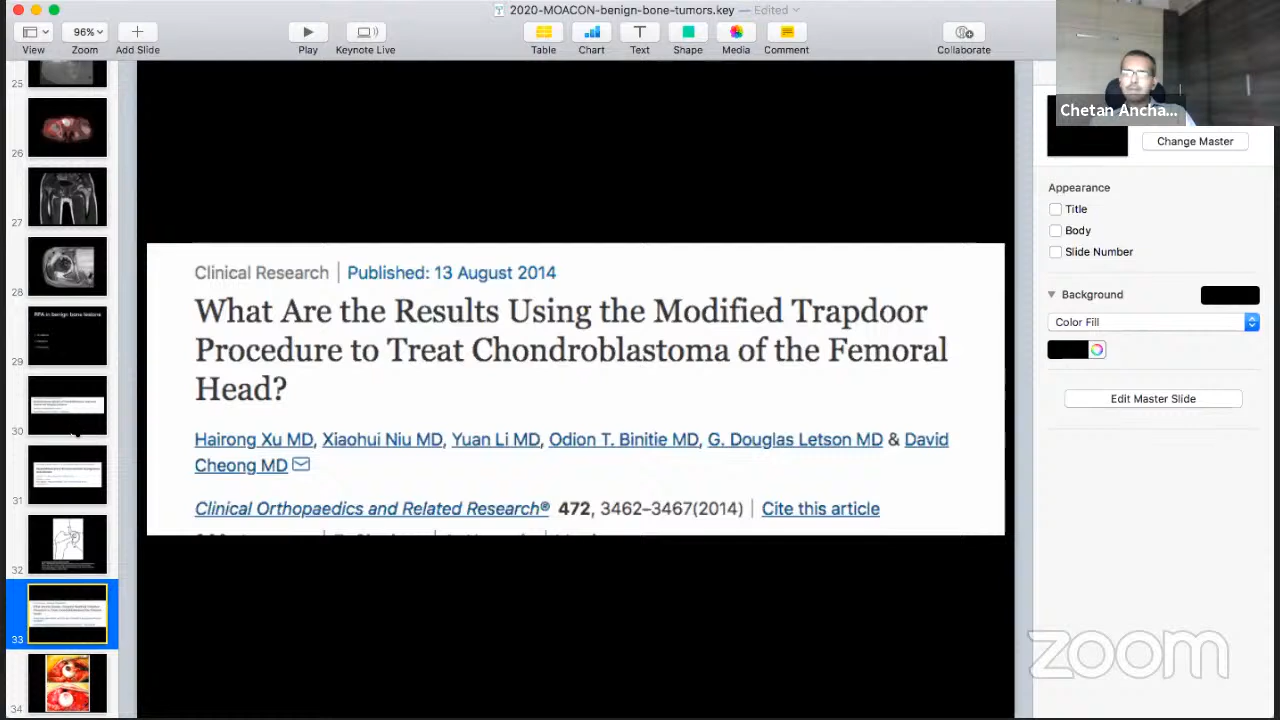 2020-MOACON-benign-bone-tumors.key — Edited
96%
View
Zoom
Add Slide
Play
Keynote Live
Table
Chart
Text
Shape
Media
Comment
Collaborate
Chetan Ancha...
25
26
27
28
RFA in benign bone lesions
29
30
31
32
33
34
Clinical Research | Published: 13 August 2014
What Are the Results Using the Modified Trapdoor
Procedure to Treat Chondroblastoma of the Femoral
Head?
Hairong Xu MD, Xiaohui Niu MD, Yuan Li MD, Odion T. Binitie MD, G. Douglas Letson MD & David
Cheong MD
Clinical Orthopaedics and Related Research® 472, 3462–3467(2014) | Cite this article
Change Master
Appearance
Title
Body
Slide Number
Background
Color Fill
Edit Master Slide
zoom